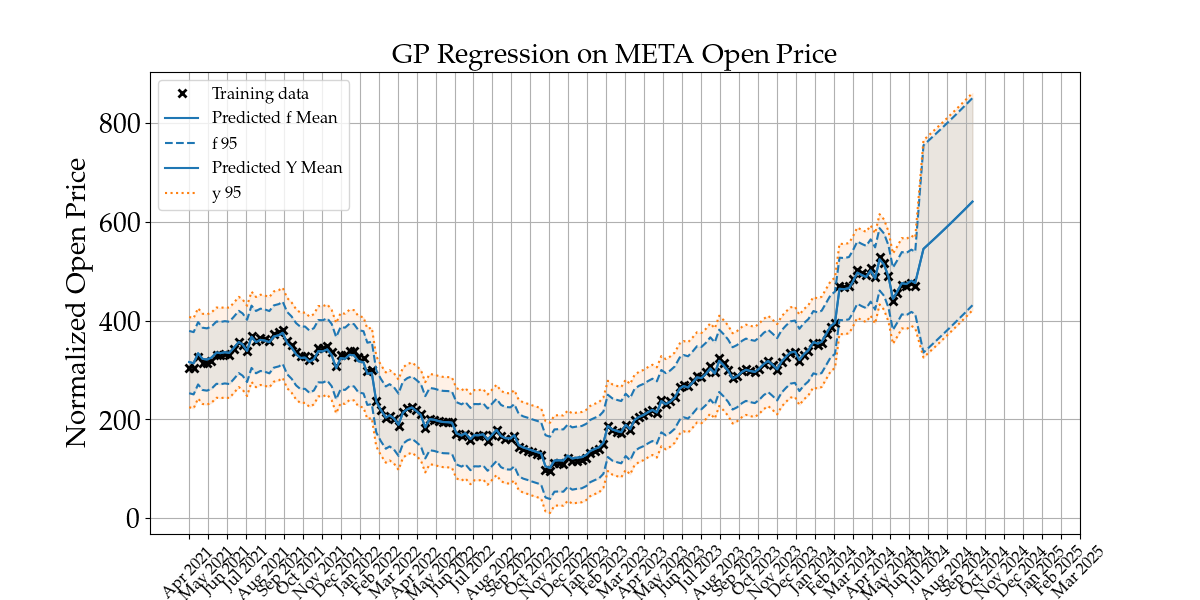 GP Regression on META Open Price
Training data
Predicted f Mean
f 95
Predicted Y Mean
y 95
Normalized Open Price
800
600
400
200
0
Apr 2021
May 2021
Jun 2021
Jul 2021
Aug 2021
Oct 2021
Nov 2021
Dec 2021
Jan 2022
Feb 2022
Mar 2022
Apr 2022
May 2022
Jun 2022
Jul 2022
Aug 2022
Sep 2022
Oct 2022
Nov 2022
Dec 2022
Jan 2023
Feb 2023
Mar 2023
Apr 2023
May 2023
Jun 2023
Jul 2023
Aug 2023
Sep 2023
Oct 2023
Nov 2023
Dec 2023
Jan 2024
Feb 2024
Mar 2024
Apr 2024
May 2024
Jun 2024
Jul 2024
Aug 2024
Sep 2024
Oct 2024
Nov 2024
Dec 2024
Jan 2025
Feb 2025
Mar 2025